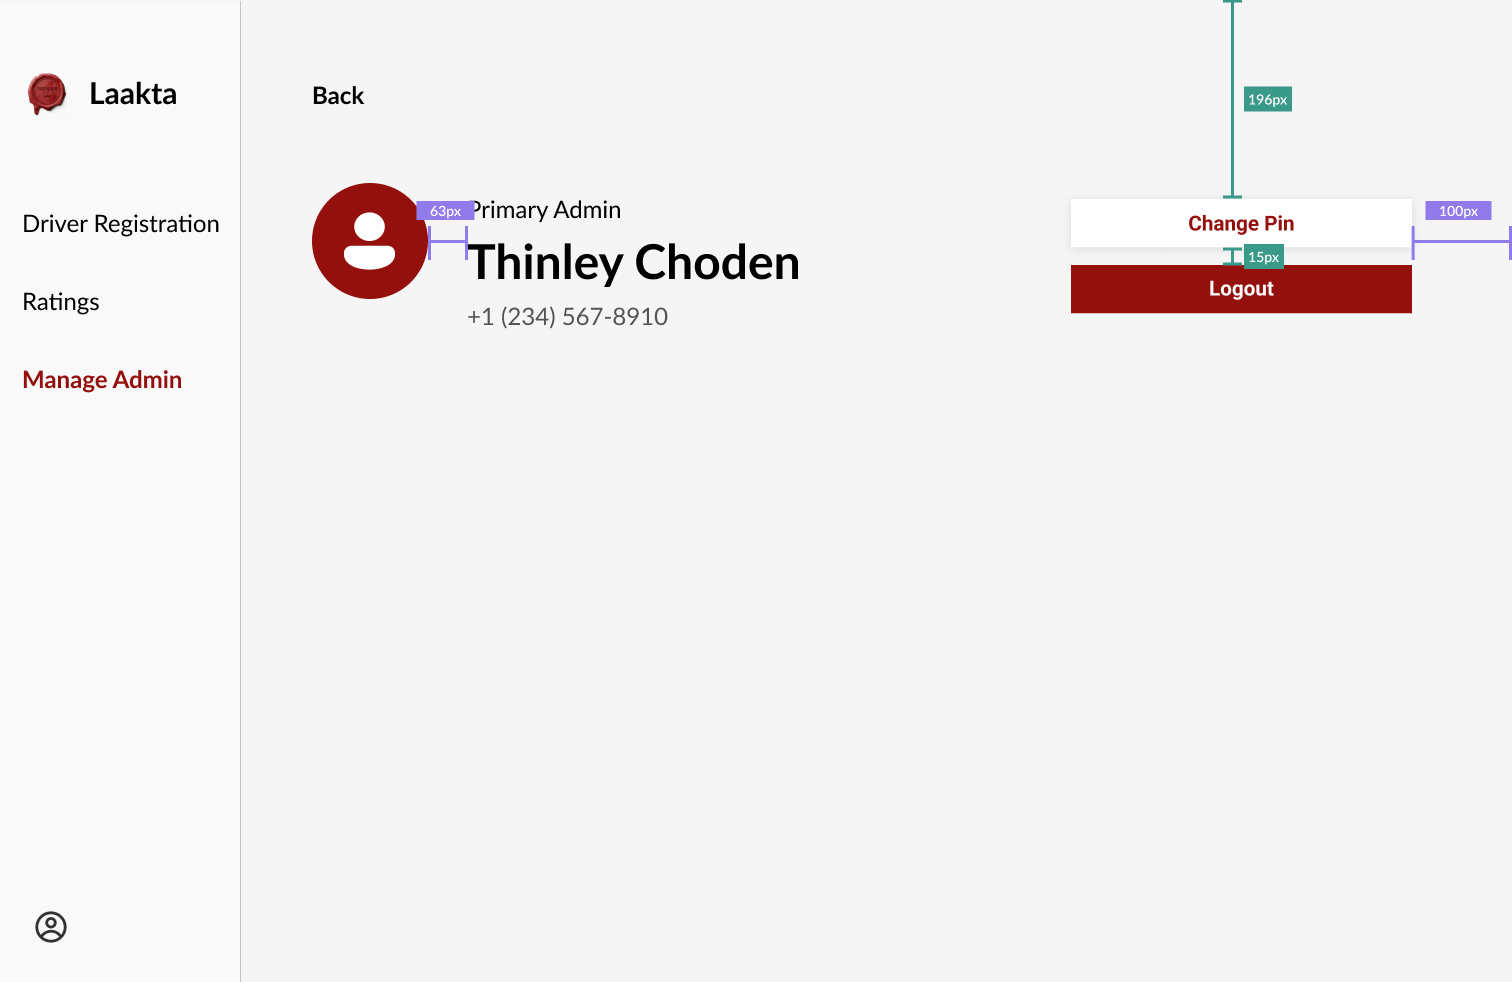 Laakta
Driver Registration
Ratings
Manage Admin
Back
63px
Primary Admin
Thinley Choden
+1 (234) 567-8910
196px
Change Pin
100px
15px
Logout